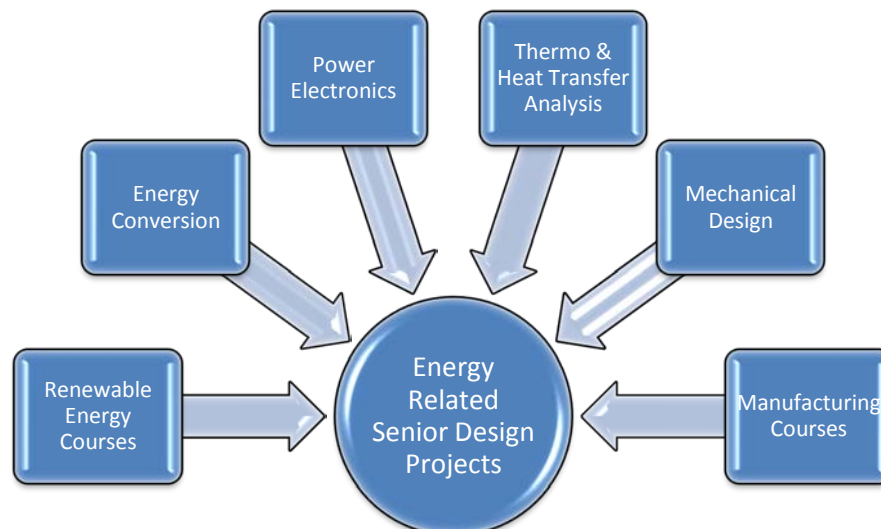 Power
Electronics
Thermo &
Heat Transfer
Analysis
Energy
Conversion
Mechanical
Design
Renewable
Energy
Courses
Energy
Related
Senior Design
Projects
Manufacturing
Courses